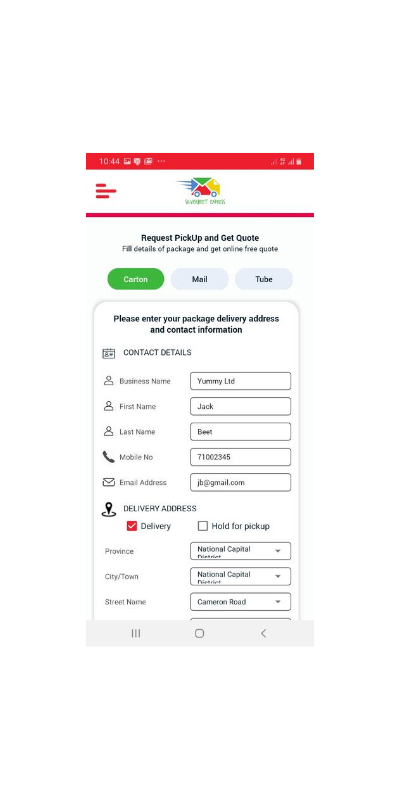 10:44
Request PickUp and Get Quote
Fill details of package and get online free quote
Carton
Mail
Tube
Please enter your package delivery address
and contact information
CONTACT DETAILS
Business Name
Yummy Ltd
First Name
Jack
Last Name
Beet
Mobile No
71002345
Email Address
jb@gmail.com
DELIVERY ADDRESS
Delivery
Hold for pickup
Province
National Capital
District
City/Town
National Capital
District
Street Name
Cameron Road